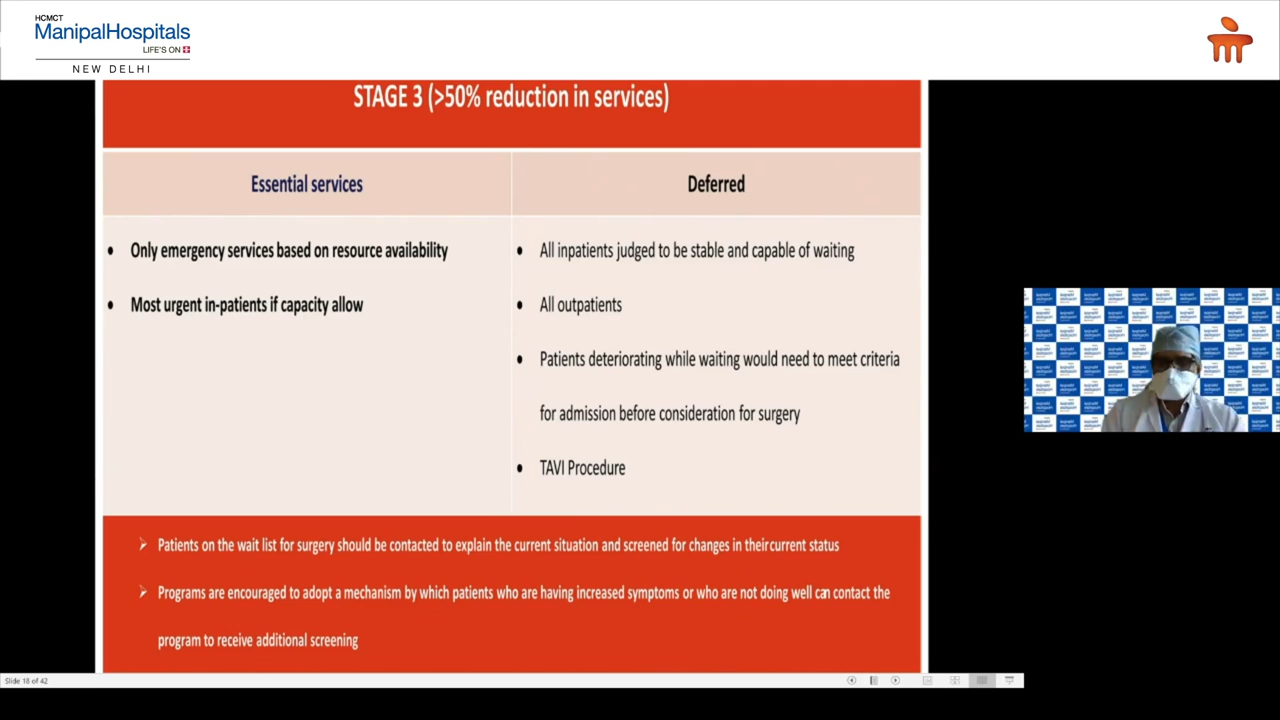 HCMCT
ManipalHospitals
LIFE'S ON
NEW DELHI
STAGE 3 (>50% reduction in services)
Essential services
Deferred
• Only emergency services based on resource availability
• Most urgent in-patients if capacity allow
• All inpatients judged to be stable and capable of waiting
• All outpatients
• Patients deteriorating while waiting would need to meet criteria
for admission before consideration for surgery
• TAVI Procedure
➢ Patients on the wait list for surgery should be contacted to explain the current situation and screened for changes in theircurrent status
➢ Programs are encouraged to adopt a mechanism by which patients who are having increased symptoms or who are not doing well can contact the
program to receive additional screening
Slide 18 of 42